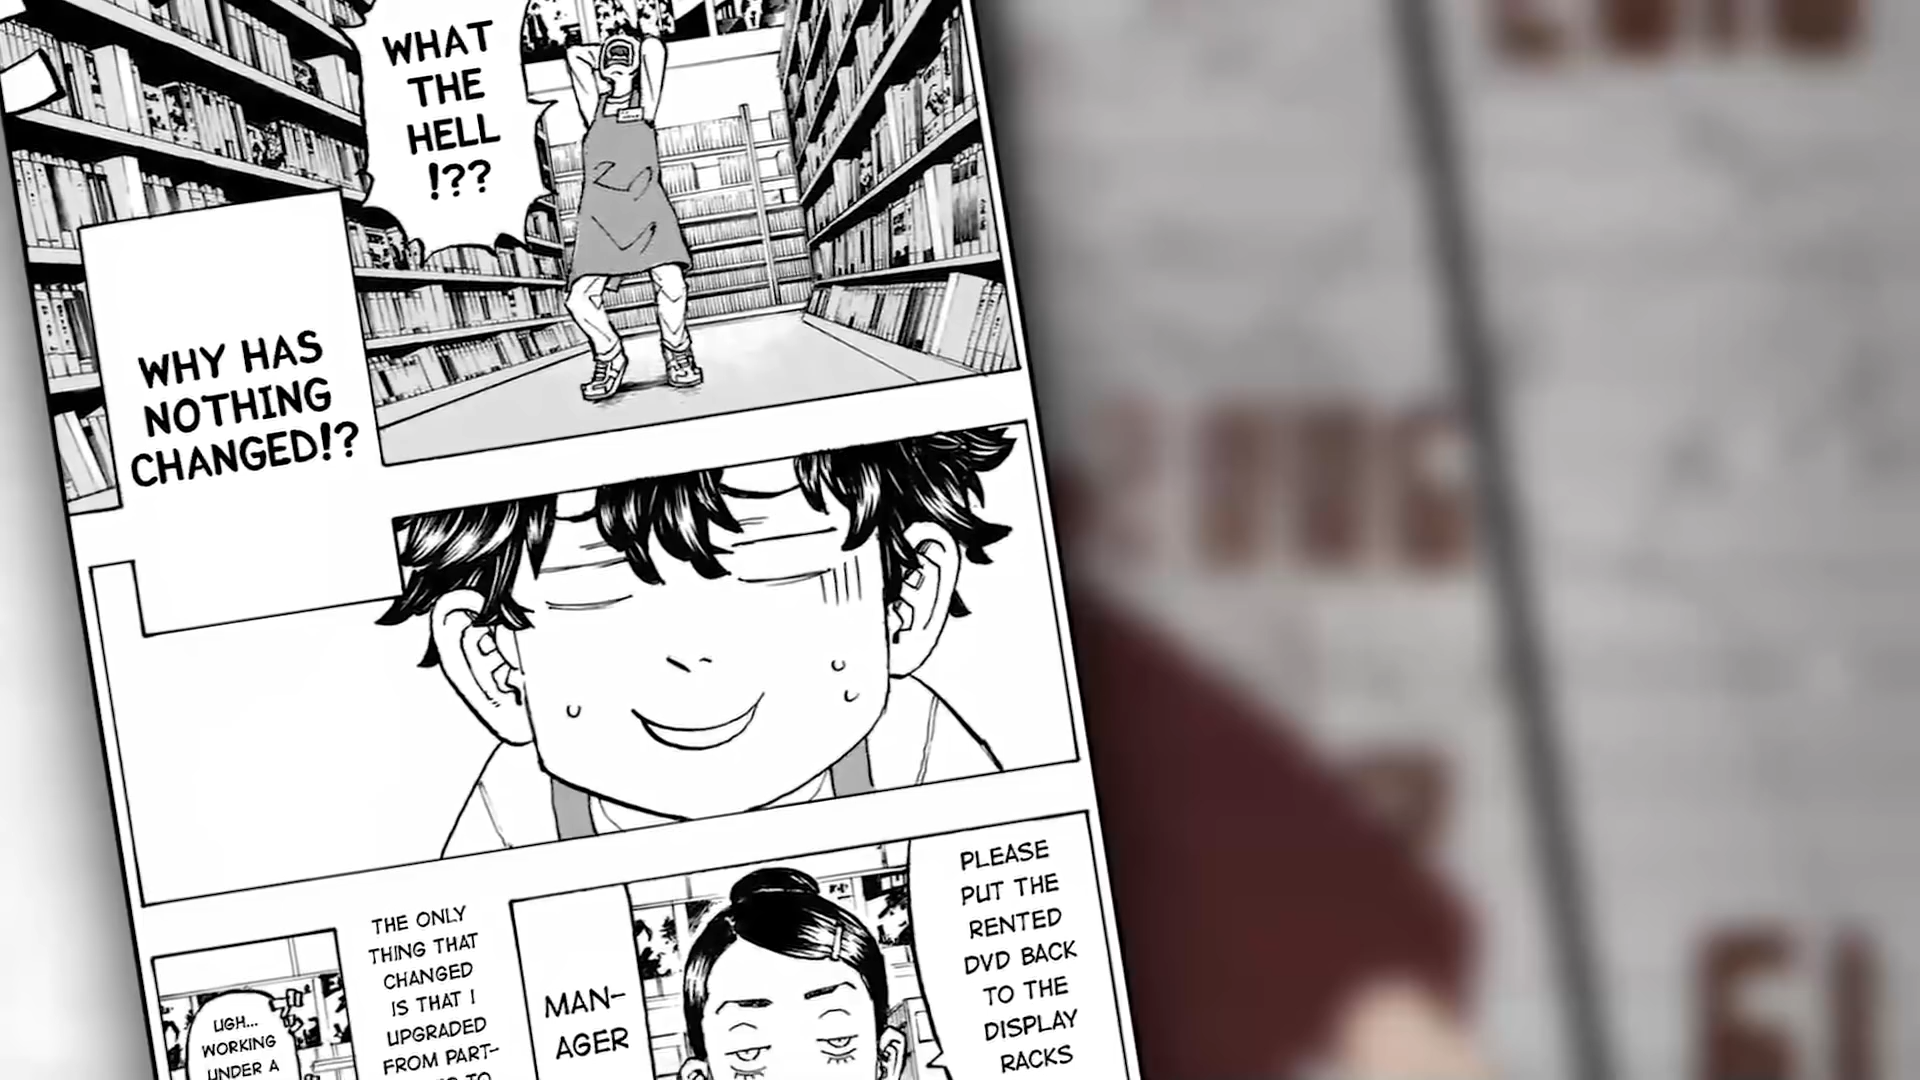 WHAT
THE
HELL
!??
WHY HAS
NOTHING
CHANGED!?
PLEASE
PUT THE
RENTED
DVD BACK
TO THE
DISPLAY
RACKS
MAN-
AGER
THE ONLY
THING THAT
CHANGED
IS THAT I
UPGRADED
FROM PART-
TO
UGH...
WORKING
UNDER A